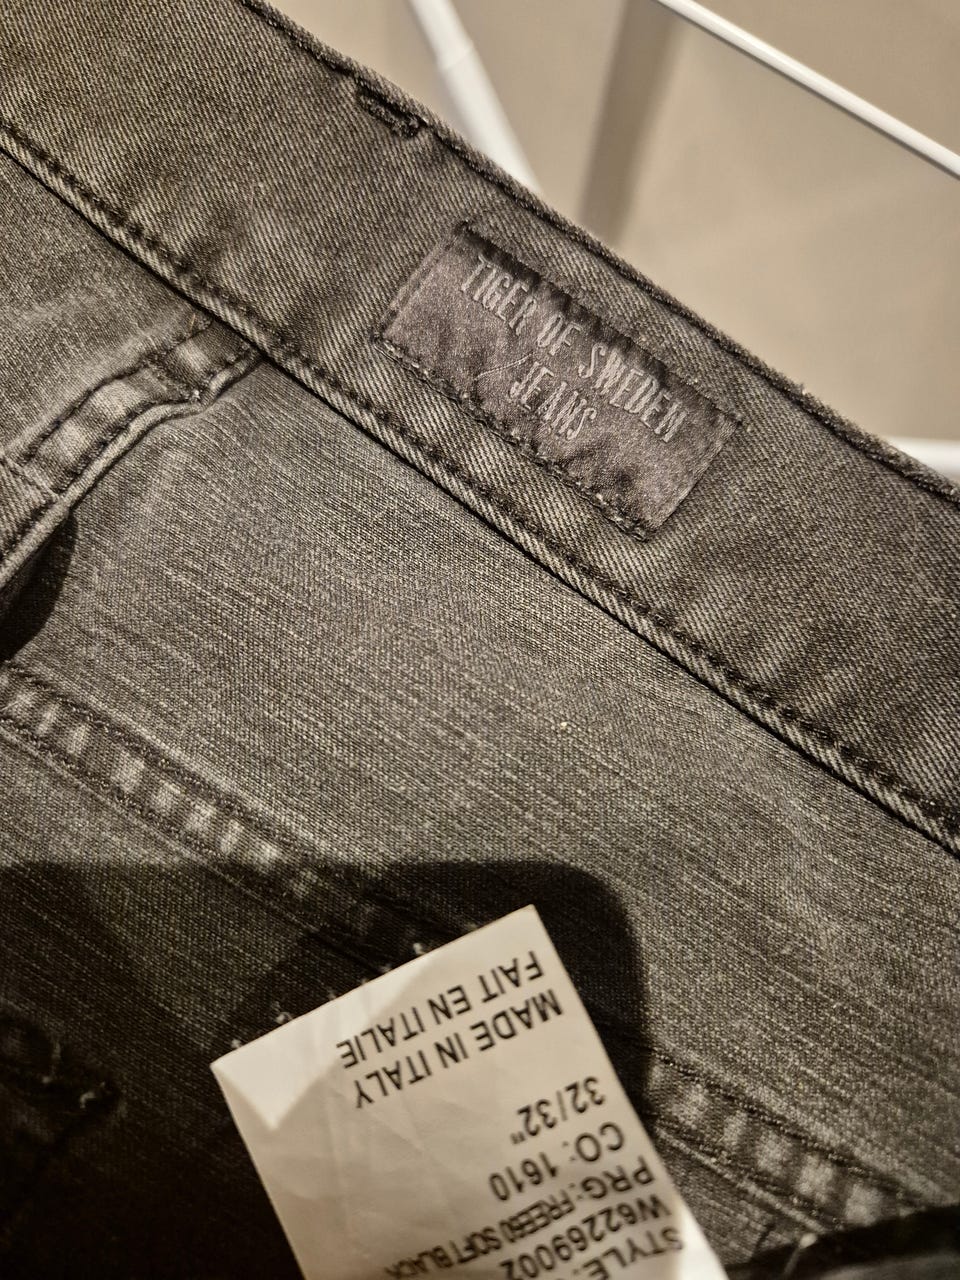 TIGER OF SWEDEN
/JEANS
STYLE:
W62269002
PRG:FREE60 SOFT BLACK
CO: 1610
32/32"
MADE IN ITALY
FAIT EN ITALIE